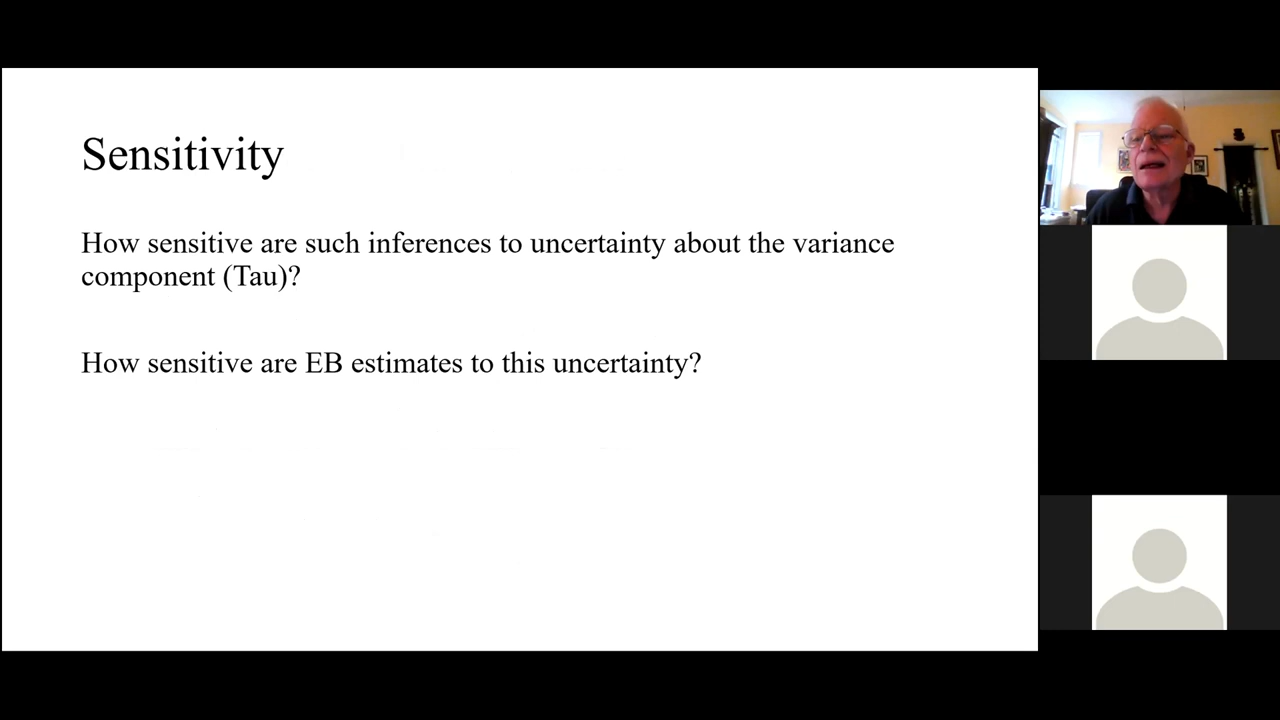 Sensitivity
How sensitive are such inferences to uncertainty about the variance
component (Tau)?
How sensitive are EB estimates to this uncertainty?